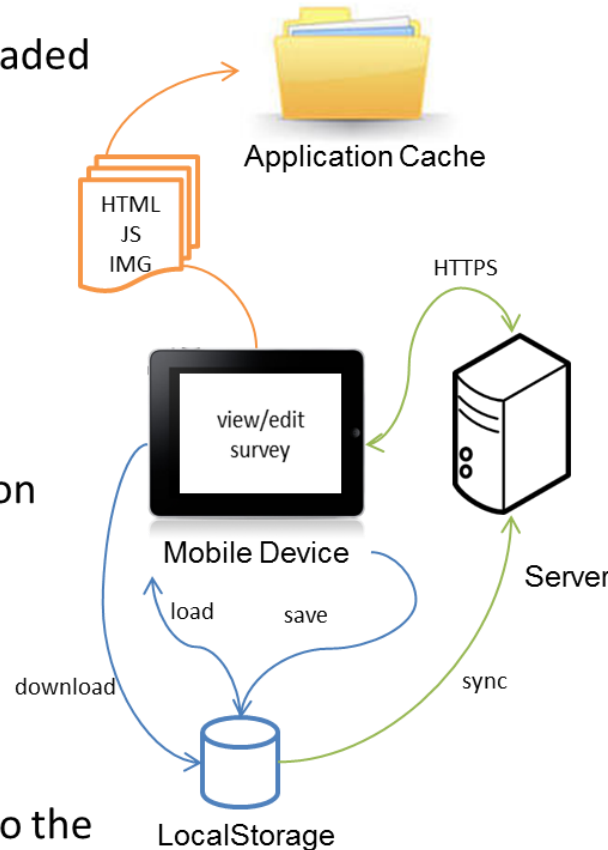 aded
Application Cache
HTML
JS
IMG
HTTPS
view/edit
survey
on
Mobile Device
Server
load
save
download
sync
o the
LocalStorage